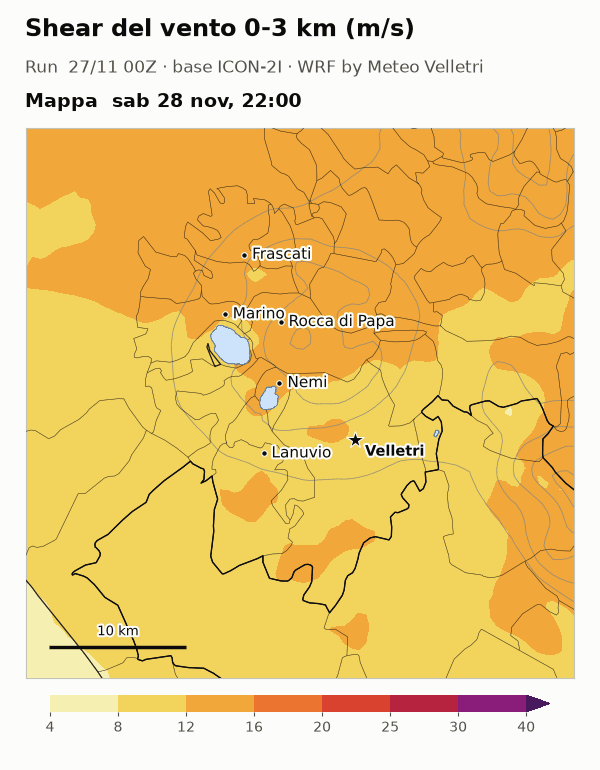 Shear del vento 0-3 km (m/s)
Run  27/11 00Z · base ICON-2I · WRF by Meteo Velletri
Mappa  sab 28 nov, 22:00
Frascati
Marino
Rocca di Papa
Nemi
Velletri
Lanuvio
10 km
4 8 12 16 20 25 30 40